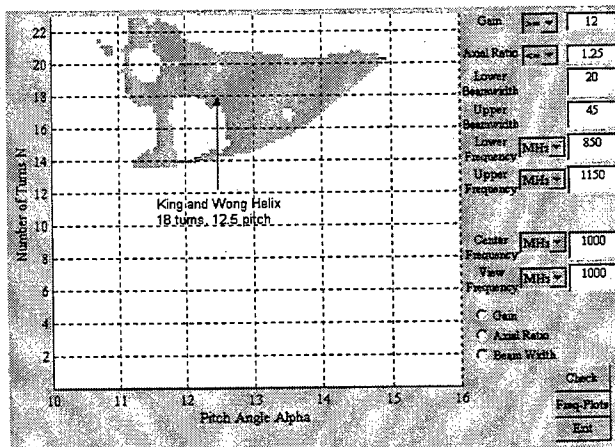 22
20
18
16
14
12
10
8
6
4
2
Number of Turns N
King and Wong Helix
18 turns, 12.5 pitch
10 11 12 13 14 15 16
Pitch Angle Alpha
Gain >= 12
Axial Ratio <= 1.25
Lower Beamwidth 20
Upper Beamwidth 45
Lower Frequency MHz 850
Upper Frequency MHz 1150
Center Frequency MHz 1000
View Frequency MHz 1000
Gain
Axial Ratio
Beam Width
Check
Freq-Plots
Exit